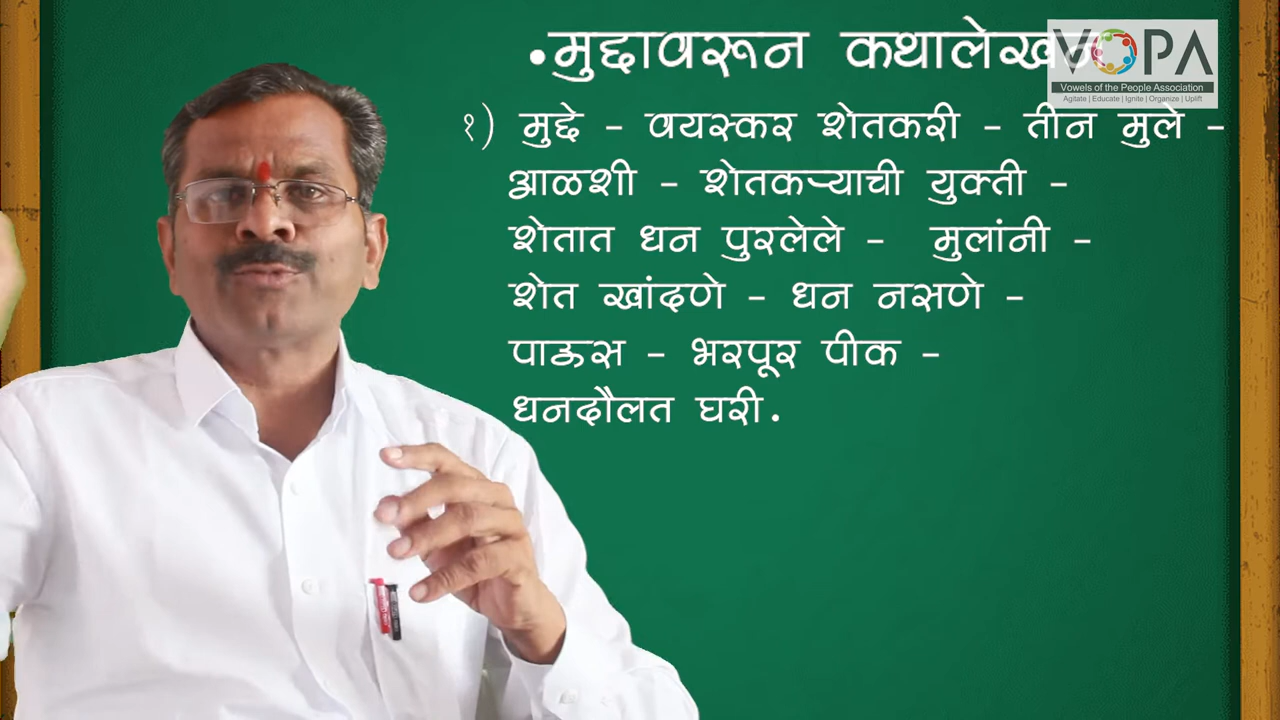 •मुद्दावरून कथालेखन
VOPA
Vowels of the People Association
Agitate | Educate | Ignite | Organize | Uplift
१) मुद्दे - वयस्कर शेतकरी - तीन मुले -
आळशी - शेतकऱ्याची युक्ती -
शेतात धन पुरलेले - मुलांनी -
शेत खांदणे - धन नसणे -
पाऊस - भरपूर पीक -
धनदौलत घरी.